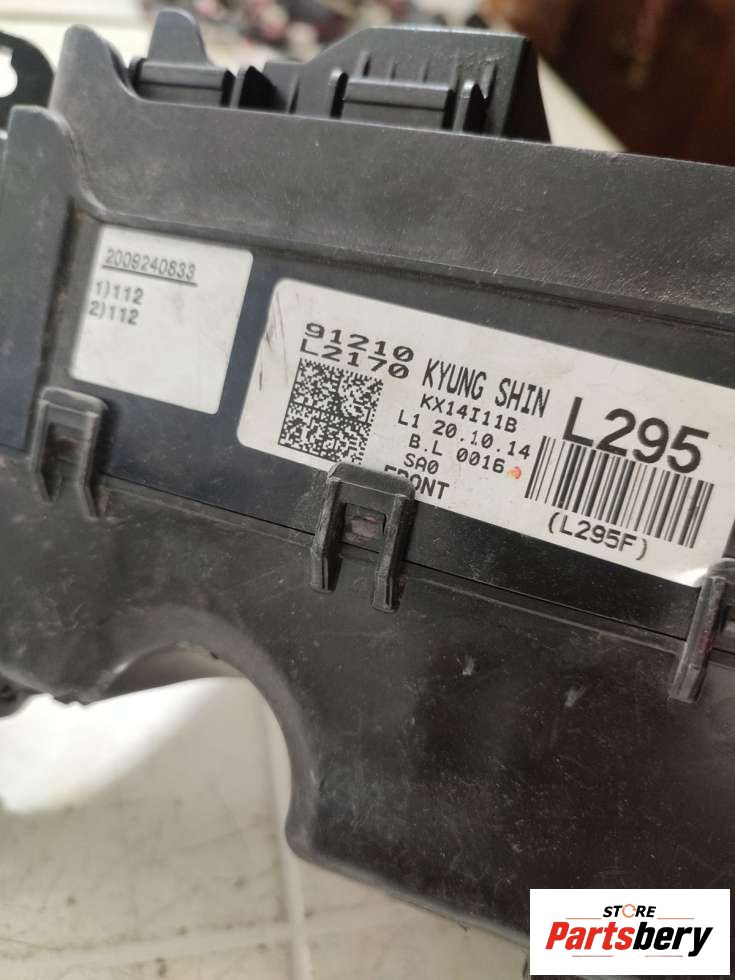 2009240833
1)112
2)112
91210
L2170
KYUNG SHIN
KX14I11B
L1 20.10.14
B.L 0016
SA0
FRONT
L295
(L295F)
STORE
Partsbery